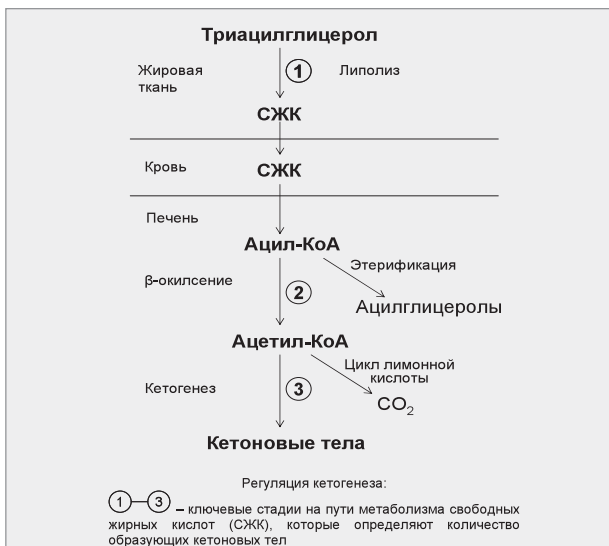 Триацилглицерол
Жировая
ткань
1
Липолиз
СЖК
Кровь
СЖК
Печень
Ацил-КоА
Этерификация
β-окилсение
2
Ацилглицеролы
Ацетил-КоА
Цикл лимонной
кислоты
Кетогенез
3
CO2
Кетоновые тела
Регуляция кетогенеза:
1—3 – ключевые стадии на пути метаболизма свободных
жирных кислот (СЖК), которые определяют количество
образующих кетоновых тел